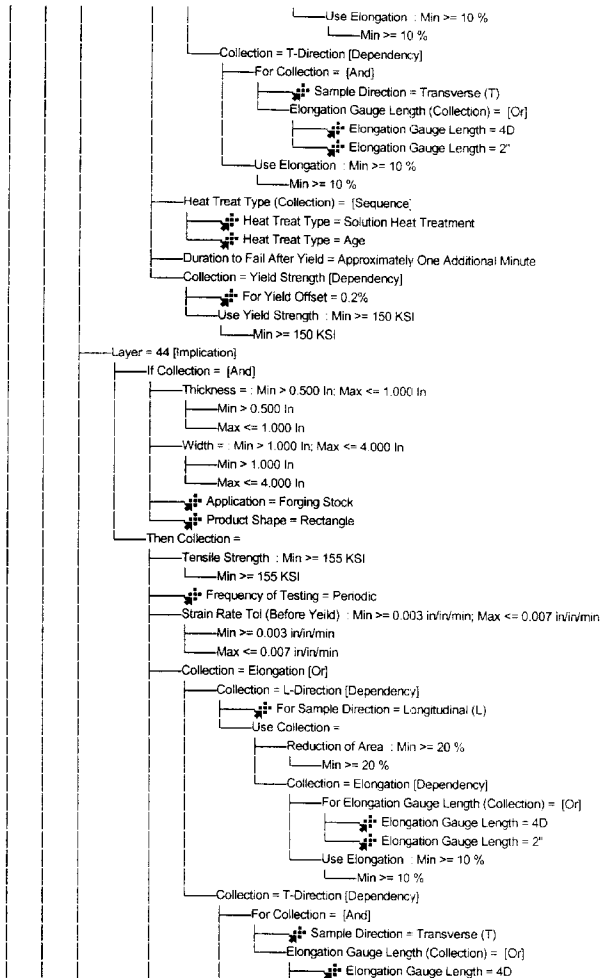 Use Elongation : Min >= 10 %
Min >= 10 %
Collection = T-Direction [Dependency]
For Collection = [And]
Sample Direction = Transverse (T)
Elongation Gauge Length (Collection) = [Or]
Elongation Gauge Length = 4D
Elongation Gauge Length = 2"
Use Elongation : Min >= 10 %
Min >= 10 %
Heat Treat Type (Collection) = [Sequence]
Heat Treat Type = Solution Heat Treatment
Heat Treat Type = Age
Duration to Fail After Yield = Approximately One Additional Minute
Collection = Yield Strength [Dependency]
For Yield Offset = 0.2%
Use Yield Strength : Min >= 150 KSI
Min >= 150 KSI
Layer = 44 [Implication]
If Collection = [And]
Thickness = : Min > 0.500 In; Max <= 1.000 In
Min > 0.500 In
Max <= 1.000 In
Width = : Min > 1.000 In; Max <= 4.000 In
Min > 1.000 In
Max <= 4.000 In
Application = Forging Stock
Product Shape = Rectangle
Then Collection =
Tensile Strength : Min >= 155 KSI
Min >= 155 KSI
Frequency of Testing = Periodic
Strain Rate Tol (Before Yeild) : Min >= 0.003 in/in/min; Max <= 0.007 in/in/min
Min >= 0.003 in/in/min
Max <= 0.007 in/in/min
Collection = Elongation [Or]
Collection = L-Direction [Dependency]
For Sample Direction = Longitudinal (L)
Use Collection =
Reduction of Area : Min >= 20 %
Min >= 20 %
Collection = Elongation [Dependency]
For Elongation Gauge Length (Collection) = [Or]
Elongation Gauge Length = 4D
Elongation Gauge Length = 2"
Use Elongation : Min >= 10 %
Min >= 10 %
Collection = T-Direction [Dependency]
For Collection = [And]
Sample Direction = Transverse (T)
Elongation Gauge Length (Collection) = [Or]
Elongation Gauge Length = 4D